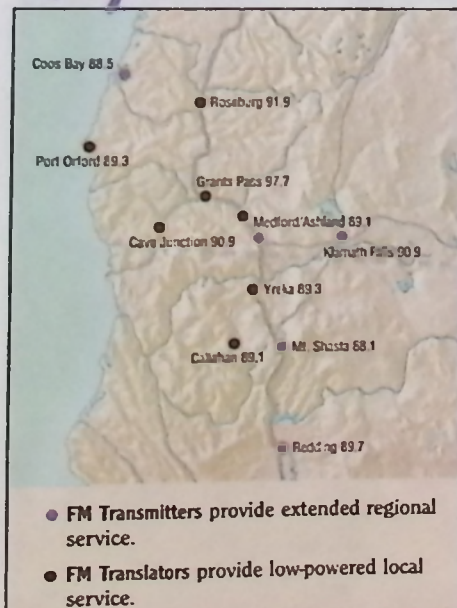 Coos Bay 88.5
Roseburg 91.9
Port Orford 89.3
Grants Pass 97.7
Medford/Ashland 89.1
Cave Junction 90.9
Klamath Falls 90.9
Yreka 89.3
Callahan 89.1
Mt. Shasta 88.1
Redding 89.7
FM Transmitters provide extended regional
service.
FM Translators provide low-powered local
service.